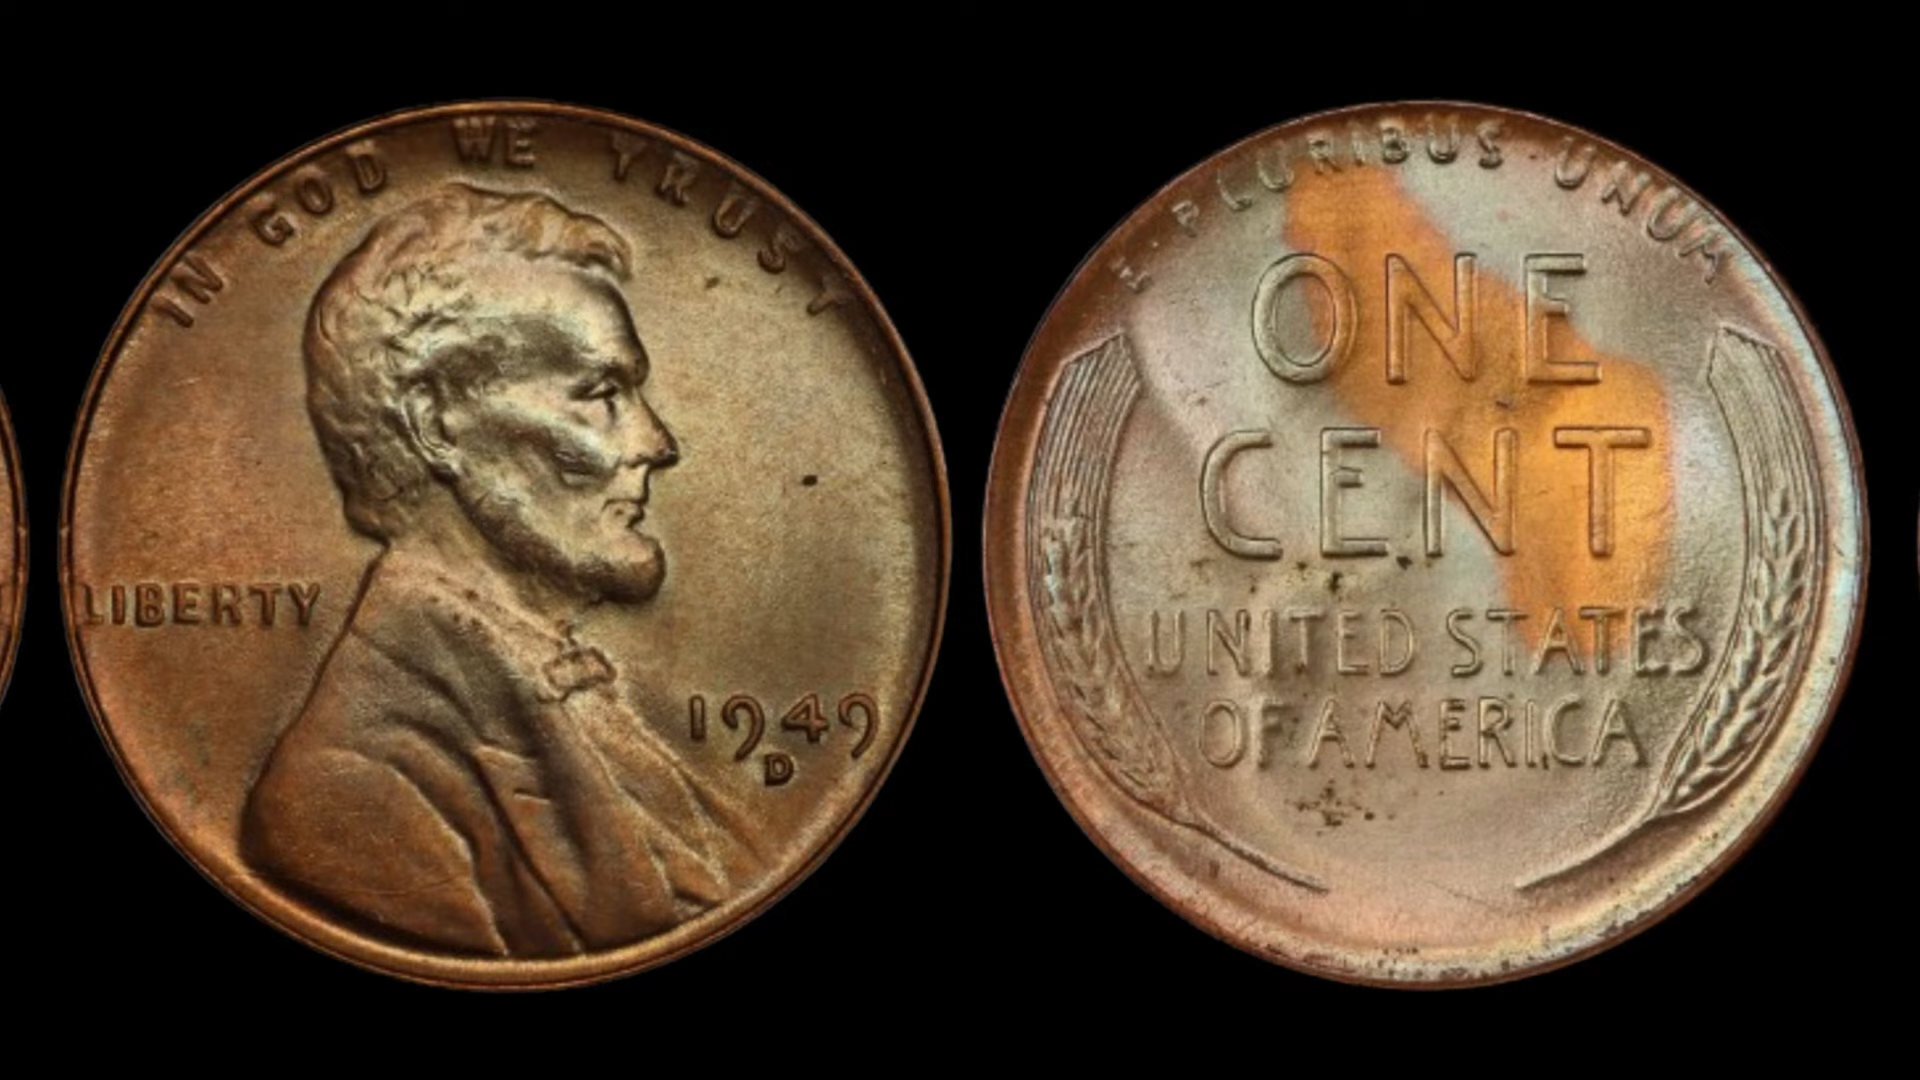 IN GOD WE TRUST
LIBERTY
1949
D
E · PLURIBUS · UNUM
ONE
CENT
UNITED STATES
OF AMERICA